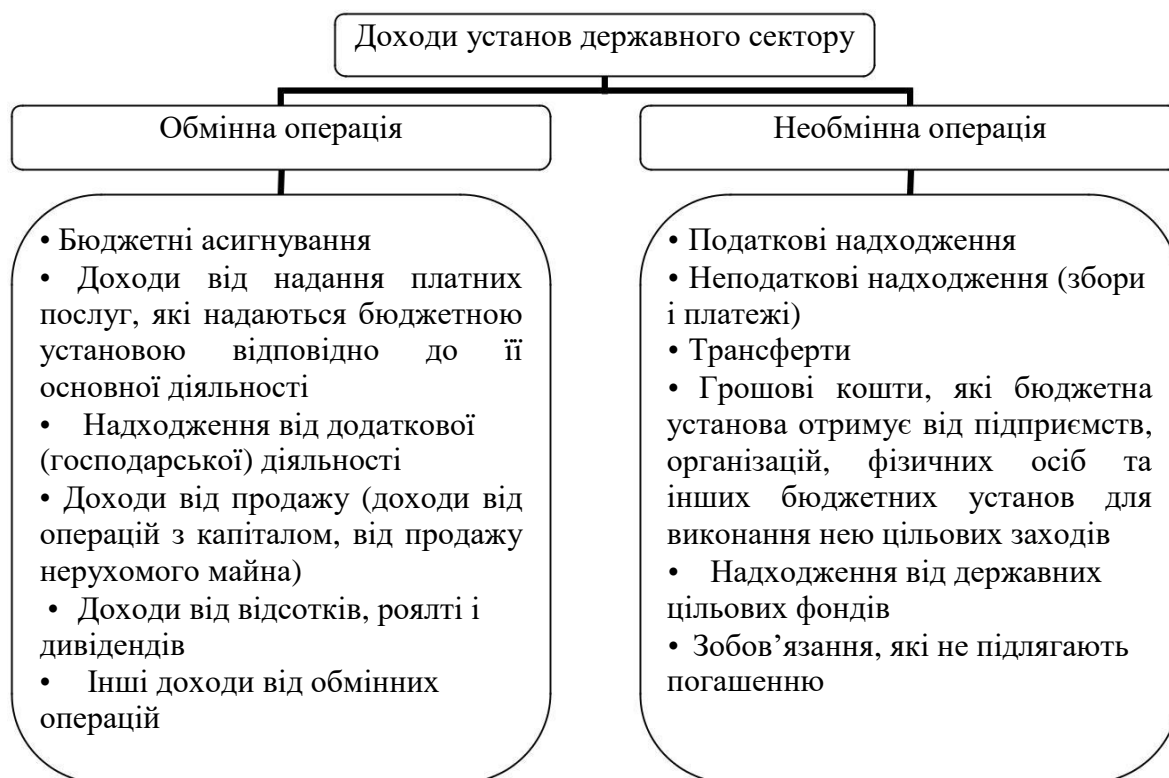 Доходи установ державного сектору
Обмінна операція
• Бюджетні асигнування
• Доходи від надання платних
послуг, які надаються бюджетною
установою відповідно до її
основної діяльності
• Надходження від додаткової
(господарської) діяльності
• Доходи від продажу (доходи від
операцій з капіталом, від продажу
нерухомого майна)
• Доходи від відсотків, роялті і
дивідендів
• Інші доходи від обмінних
операцій
Необмінна операція
• Податкові надходження
• Неподаткові надходження (збори
і платежі)
• Трансферти
• Грошові кошти, які бюджетна
установа отримує від підприємств,
організацій, фізичних осіб та
інших бюджетних установ для
виконання нею цільових заходів
• Надходження від державних
цільових фондів
• Зобов’язання, які не підлягають
погашенню